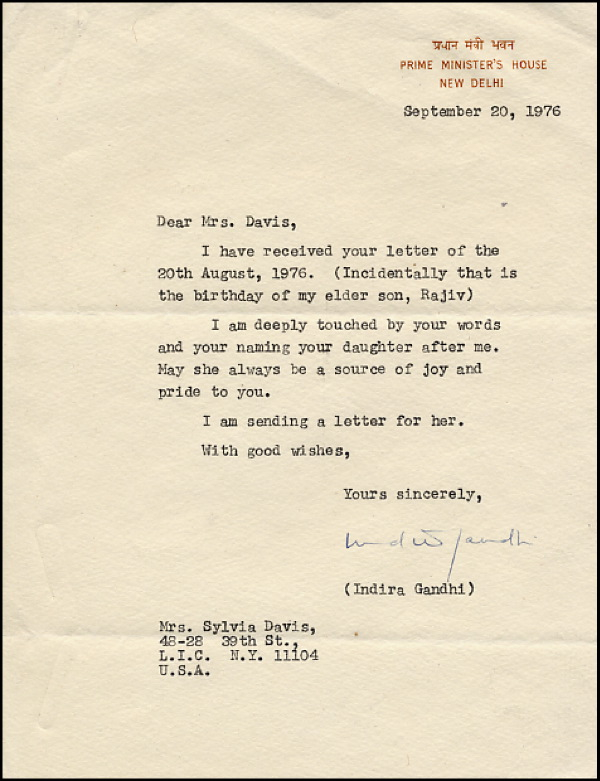 प्रधान मंत्री भवन
PRIME MINISTER'S HOUSE
NEW DELHI
September 20, 1976
Dear Mrs. Davis,
I have received your letter of the
20th August, 1976. (Incidentally that is
the birthday of my elder son, Rajiv)
I am deeply touched by your words
and your naming your daughter after me.
May she always be a source of joy and
pride to you.
I am sending a letter for her.
With good wishes,
Yours sincerely,
Indira Gandhi
(Indira Gandhi)
Mrs. Sylvia Davis,
48-28 39th St.,
L.I.C. N.Y. 11104
U.S.A.